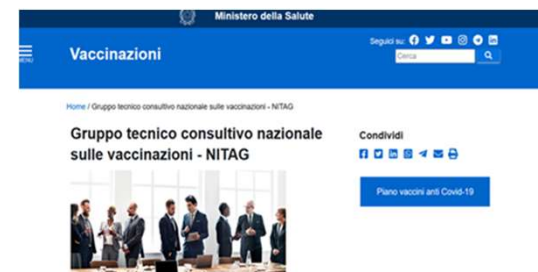 Ministero della Salute
MENU
Vaccinazioni
Seguici su:
Cerca
Home / Gruppo tecnico consultivo nazionale sulle vaccinazioni - NITAG
Gruppo tecnico consultivo nazionale
sulle vaccinazioni - NITAG
Condividi
Piano vaccini anti Covid-19